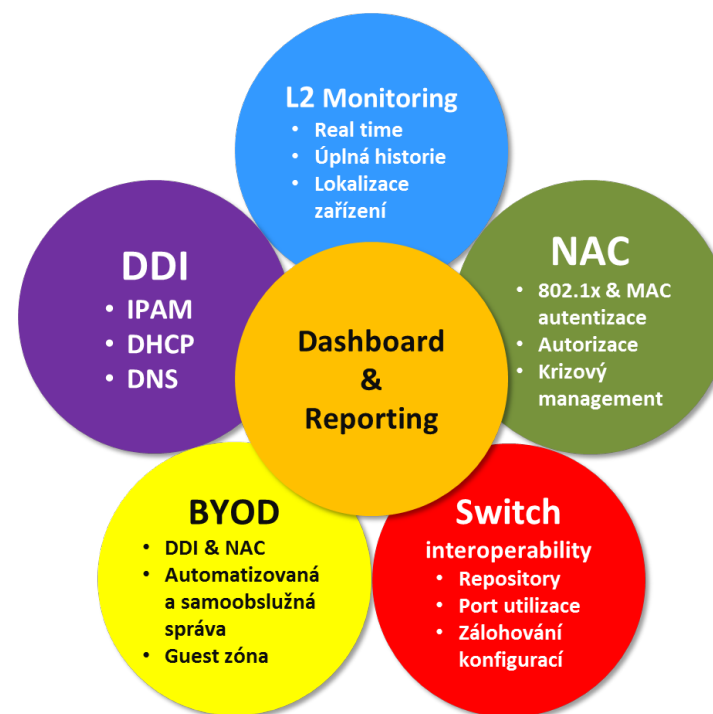 L2 Monitoring
• Real time
• Úplná historie
• Lokalizace
zařízení
DDI
• IPAM
• DHCP
• DNS
NAC
• 802.1x & MAC
autentizace
• Autorizace
• Krizový
management
Dashboard
&
Reporting
BYOD
• DDI & NAC
• Automatizovaná
a samoobslužná
správa
• Guest zóna
Switch
interoperability
• Repository
• Port utilizace
• Zálohování
konfigurací